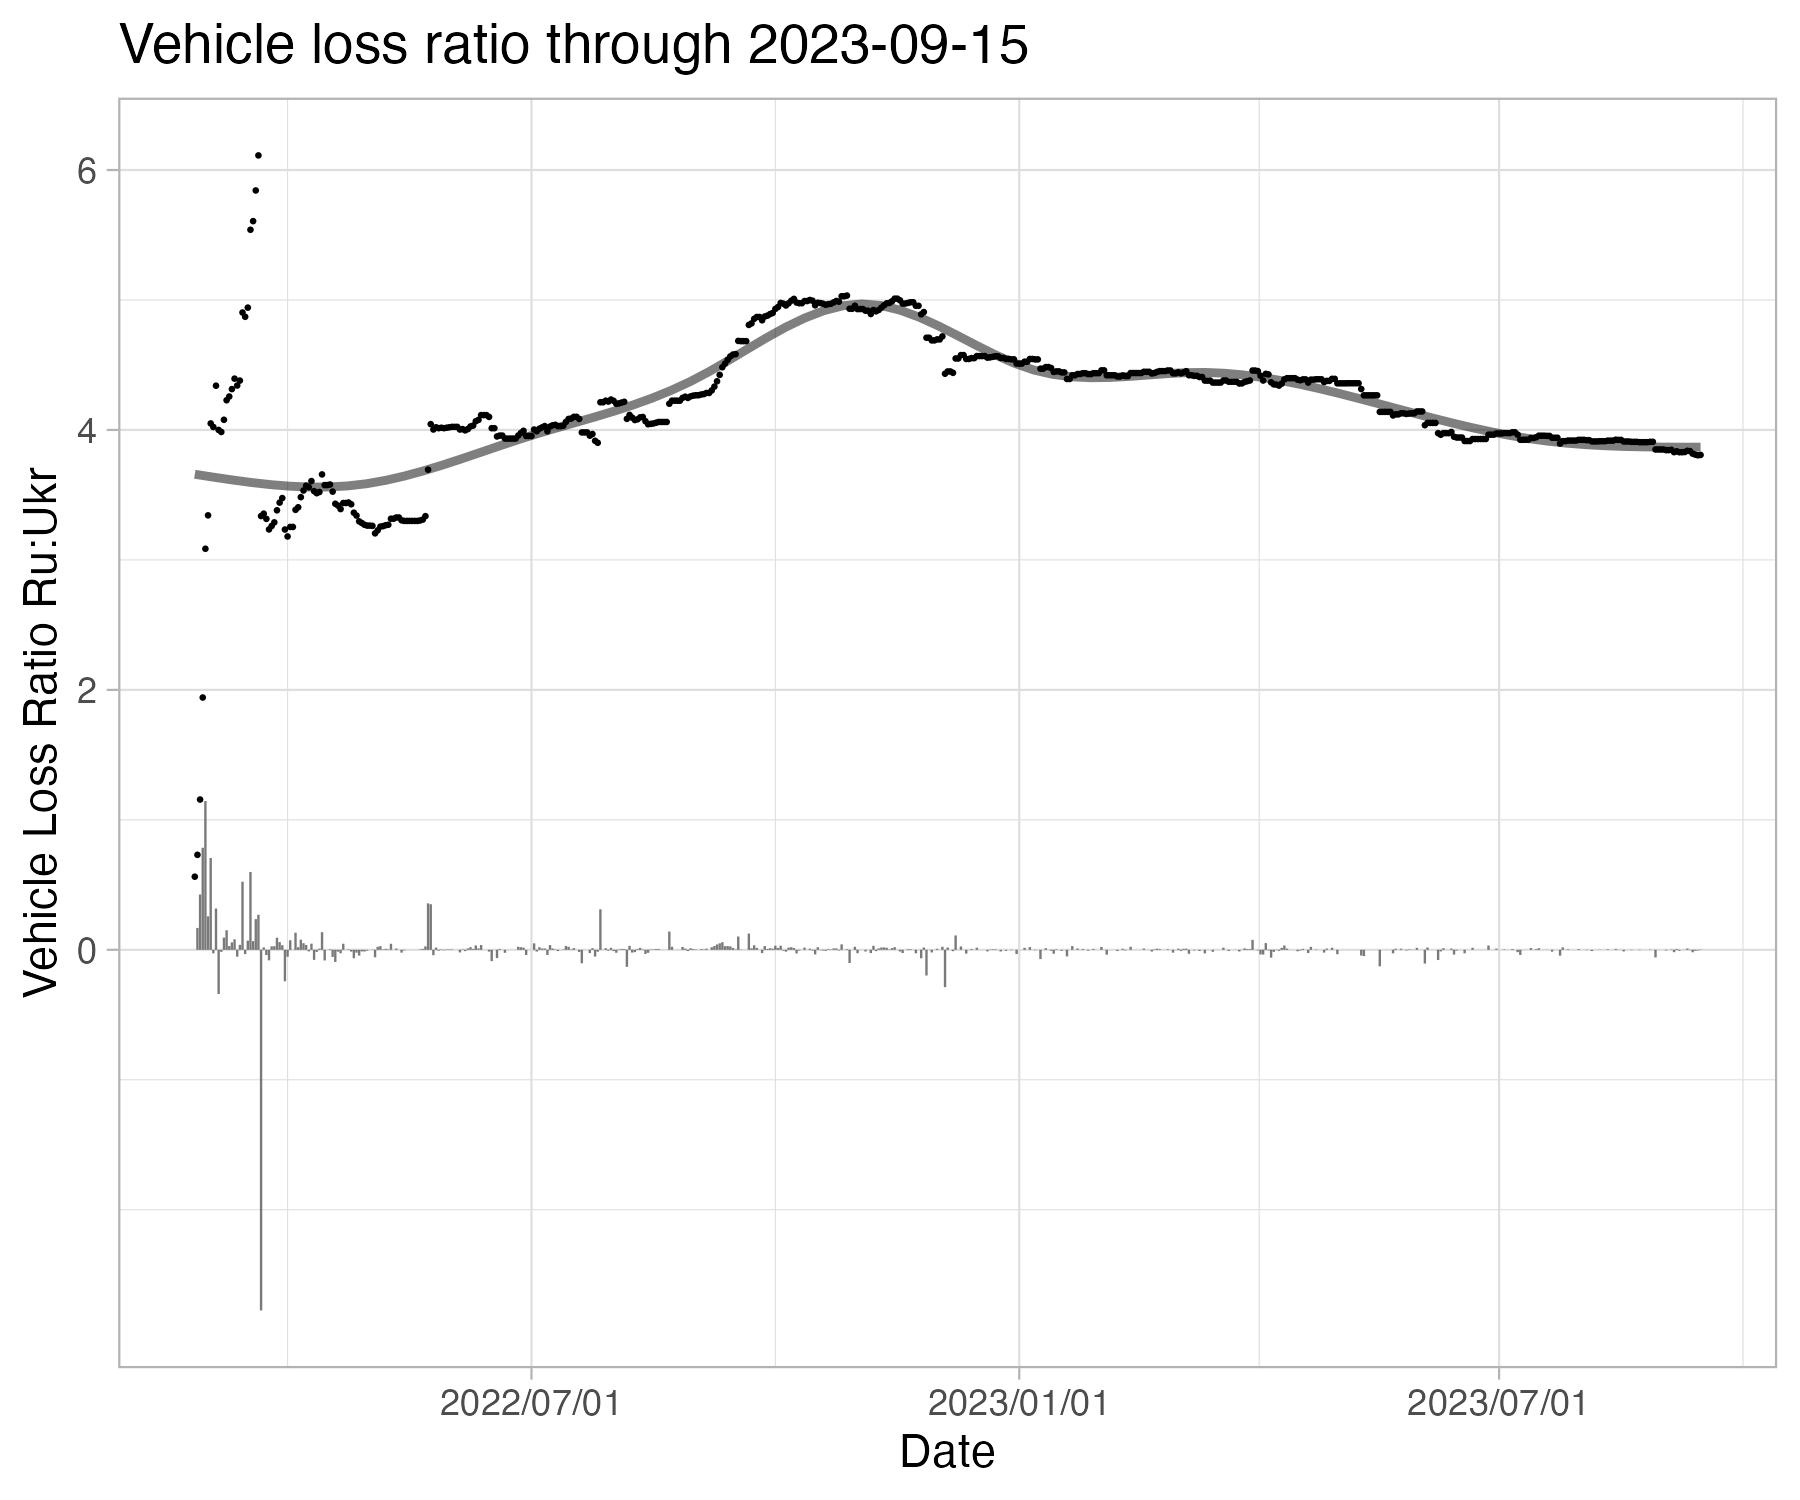 Vehicle loss ratio through 2023-09-15
Vehicle Loss Ratio Ru:Ukr
6
4
2
0
2022/07/01
2023/01/01
2023/07/01
Date